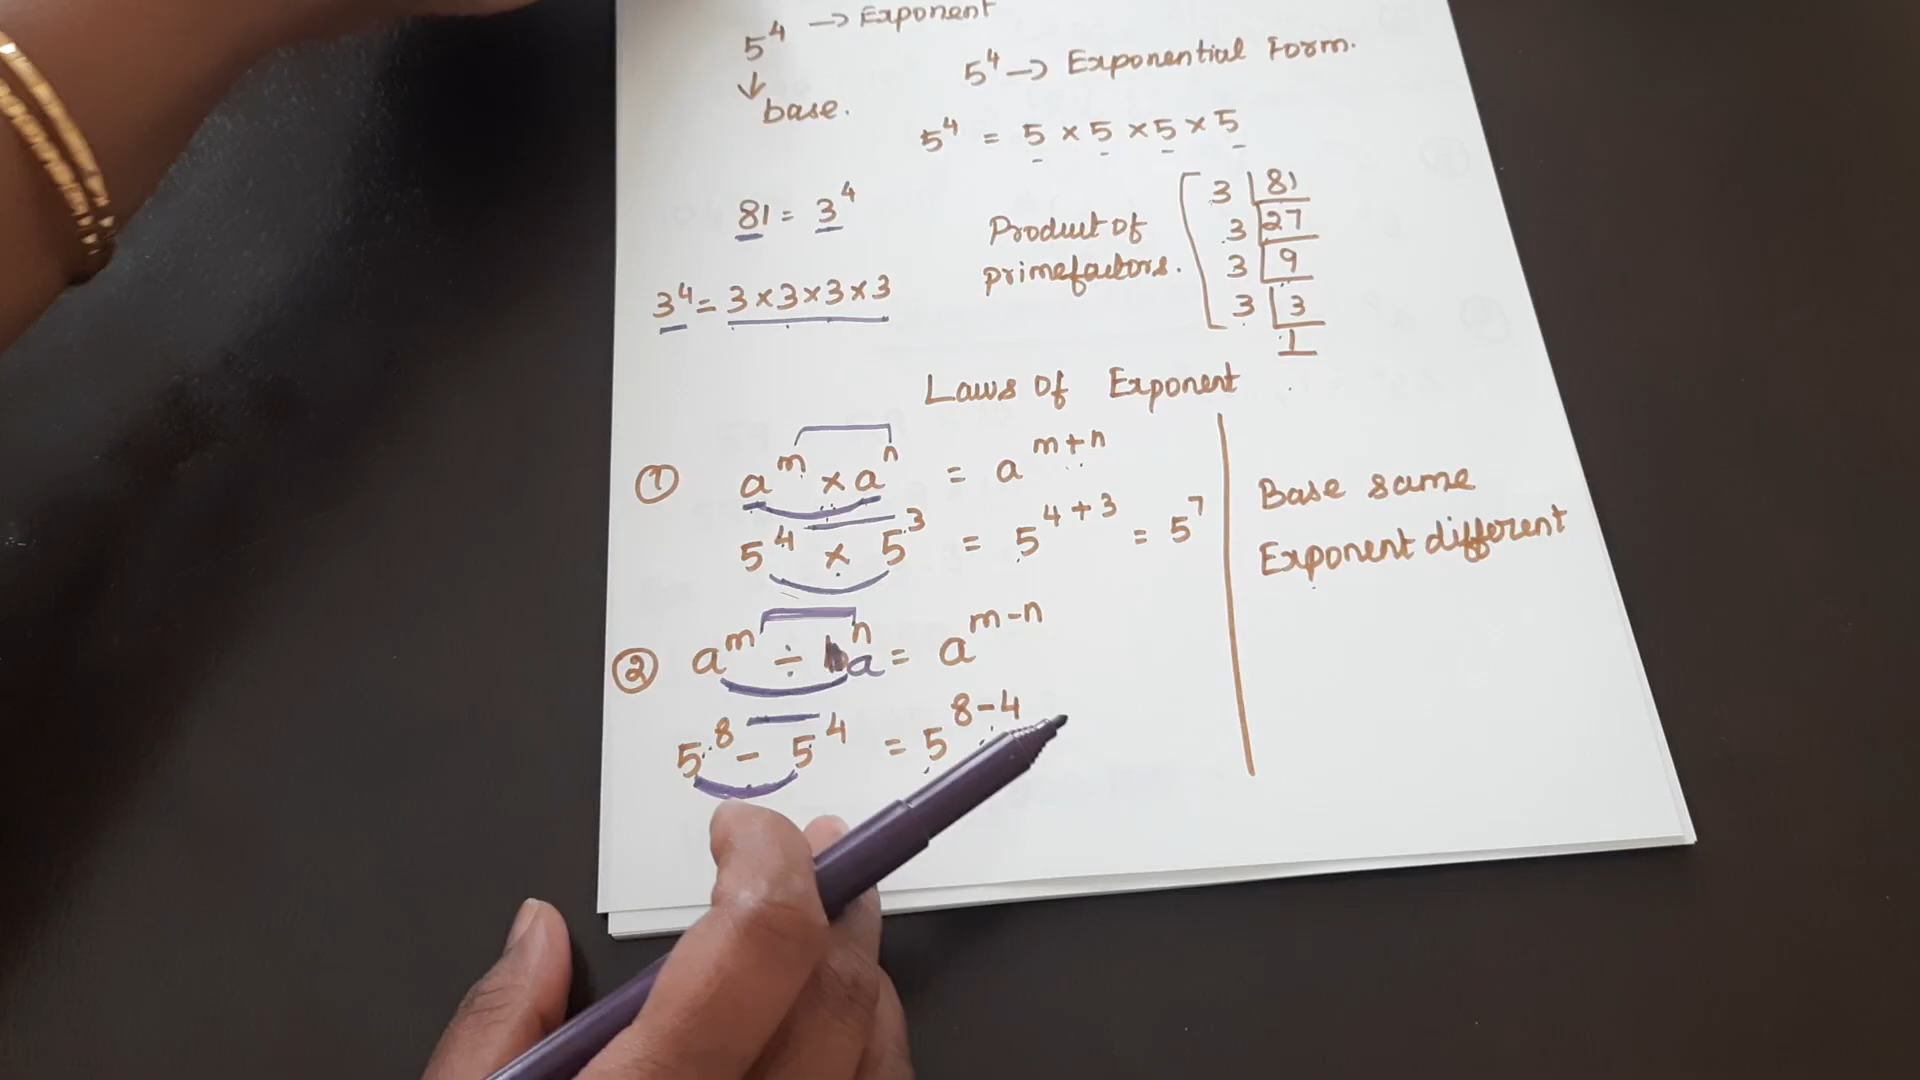 5⁴ → Exponent
↓
base.
5⁴ → Exponential Form.
5⁴ = 5 × 5 × 5 × 5
81 = 3⁴
3⁴ = 3 × 3 × 3 × 3
Product of
prime factors.
3 | 81
3 | 27
3 | 9
3 | 3
1
Laws of Exponent
① aᵐ × aⁿ = aᵐ⁺ⁿ
5⁴ × 5³ = 5⁴⁺³ = 5⁷
Base same
Exponent different
② aᵐ ÷ aⁿ = aᵐ⁻ⁿ
5⁸ - 5⁴ = 5⁸⁻⁴